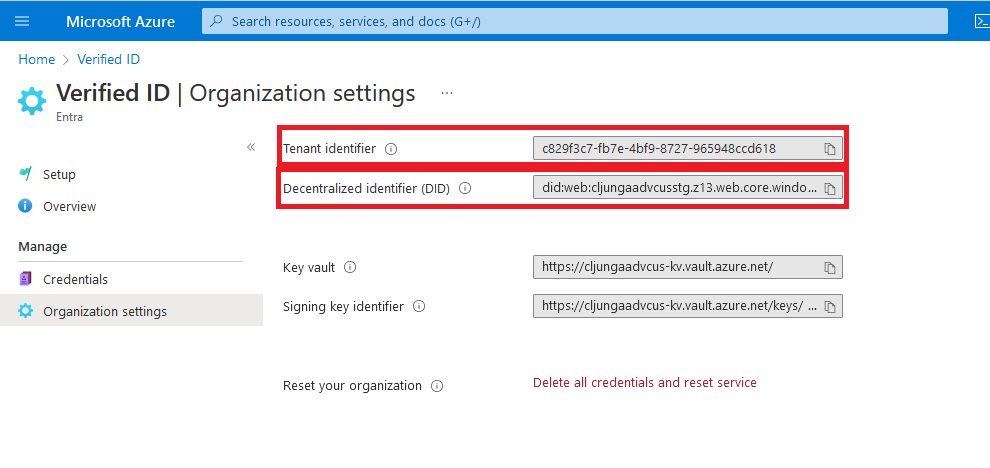 Microsoft Azure
Search resources, services, and docs (G+/)
Home > Verified ID
Verified ID | Organization settings ...
Entra
Setup
Overview
Manage
Credentials
Organization settings
Tenant identifier
c829f3c7-fb7e-4bf9-8727-965948ccd618
Decentralized identifier (DID)
did:web:cljungaadvcusstg.z13.web.core.windo...
Key vault
https://cljungaadvcus-kv.vault.azure.net/
Signing key identifier
https://cljungaadvcus-kv.vault.azure.net/keys/ ...
Reset your organization
Delete all credentials and reset service